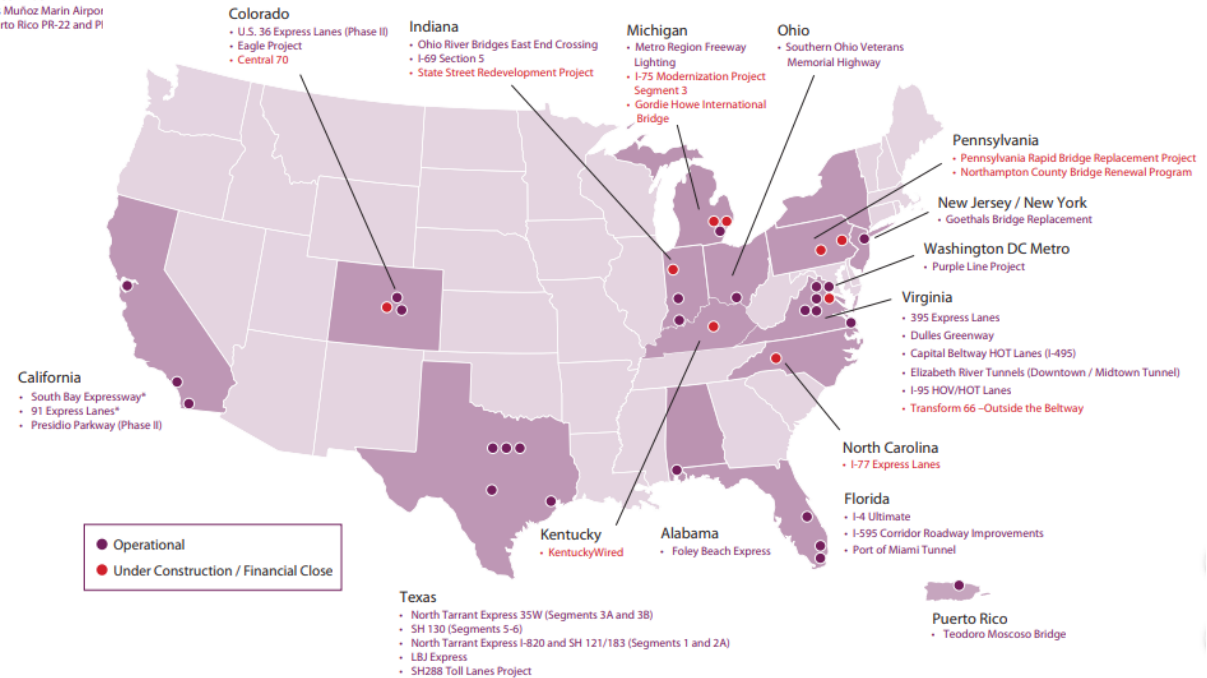 Muñoz Marin Airpor
rto Rico PR-22 and
Colorado
• U.S. 36 Express Lanes (Phase II)
• Eagle Project
• Central 70
Indiana
• Ohio River Bridges East End Crossing
• I-69 Section 5
• State Street Redevelopment Project
Michigan
• Metro Region Freeway
Lighting
• I-75 Modernization Project
Segment 3
• Gordie Howe International
Bridge
Ohio
• Southern Ohio Veterans
Memorial Highway
Pennsylvania
• Pennsylvania Rapid Bridge Replacement Project
• Northampton County Bridge Renewal Program
New Jersey / New York
• Goethals Bridge Replacement
Washington DC Metro
• Purple Line Project
Virginia
• 395 Express Lanes
• Dulles Greenway
• Capital Beltway HOT Lanes (I-495)
• Elizabeth River Tunnels (Downtown / Midtown Tunnel)
• I-95 HOV/HOT Lanes
• Transform 66 –Outside the Beltway
California
• South Bay Expressway*
• 91 Express Lanes*
• Presidio Parkway (Phase II)
North Carolina
• I-77 Express Lanes
Florida
• I-4 Ultimate
• I-595 Corridor Roadway Improvements
• Port of Miami Tunnel
Kentucky
• KentuckyWired
Alabama
• Foley Beach Express
Operational
Under Construction / Financial Close
Texas
• North Tarrant Express 35W (Segments 3A and 3B)
• SH 130 (Segments 5-6)
• North Tarrant Express I-820 and SH 121/183 (Segments 1 and 2A)
• LBJ Express
• SH288 Toll Lanes Project
Puerto Rico
• Teodoro Moscoso Bridge